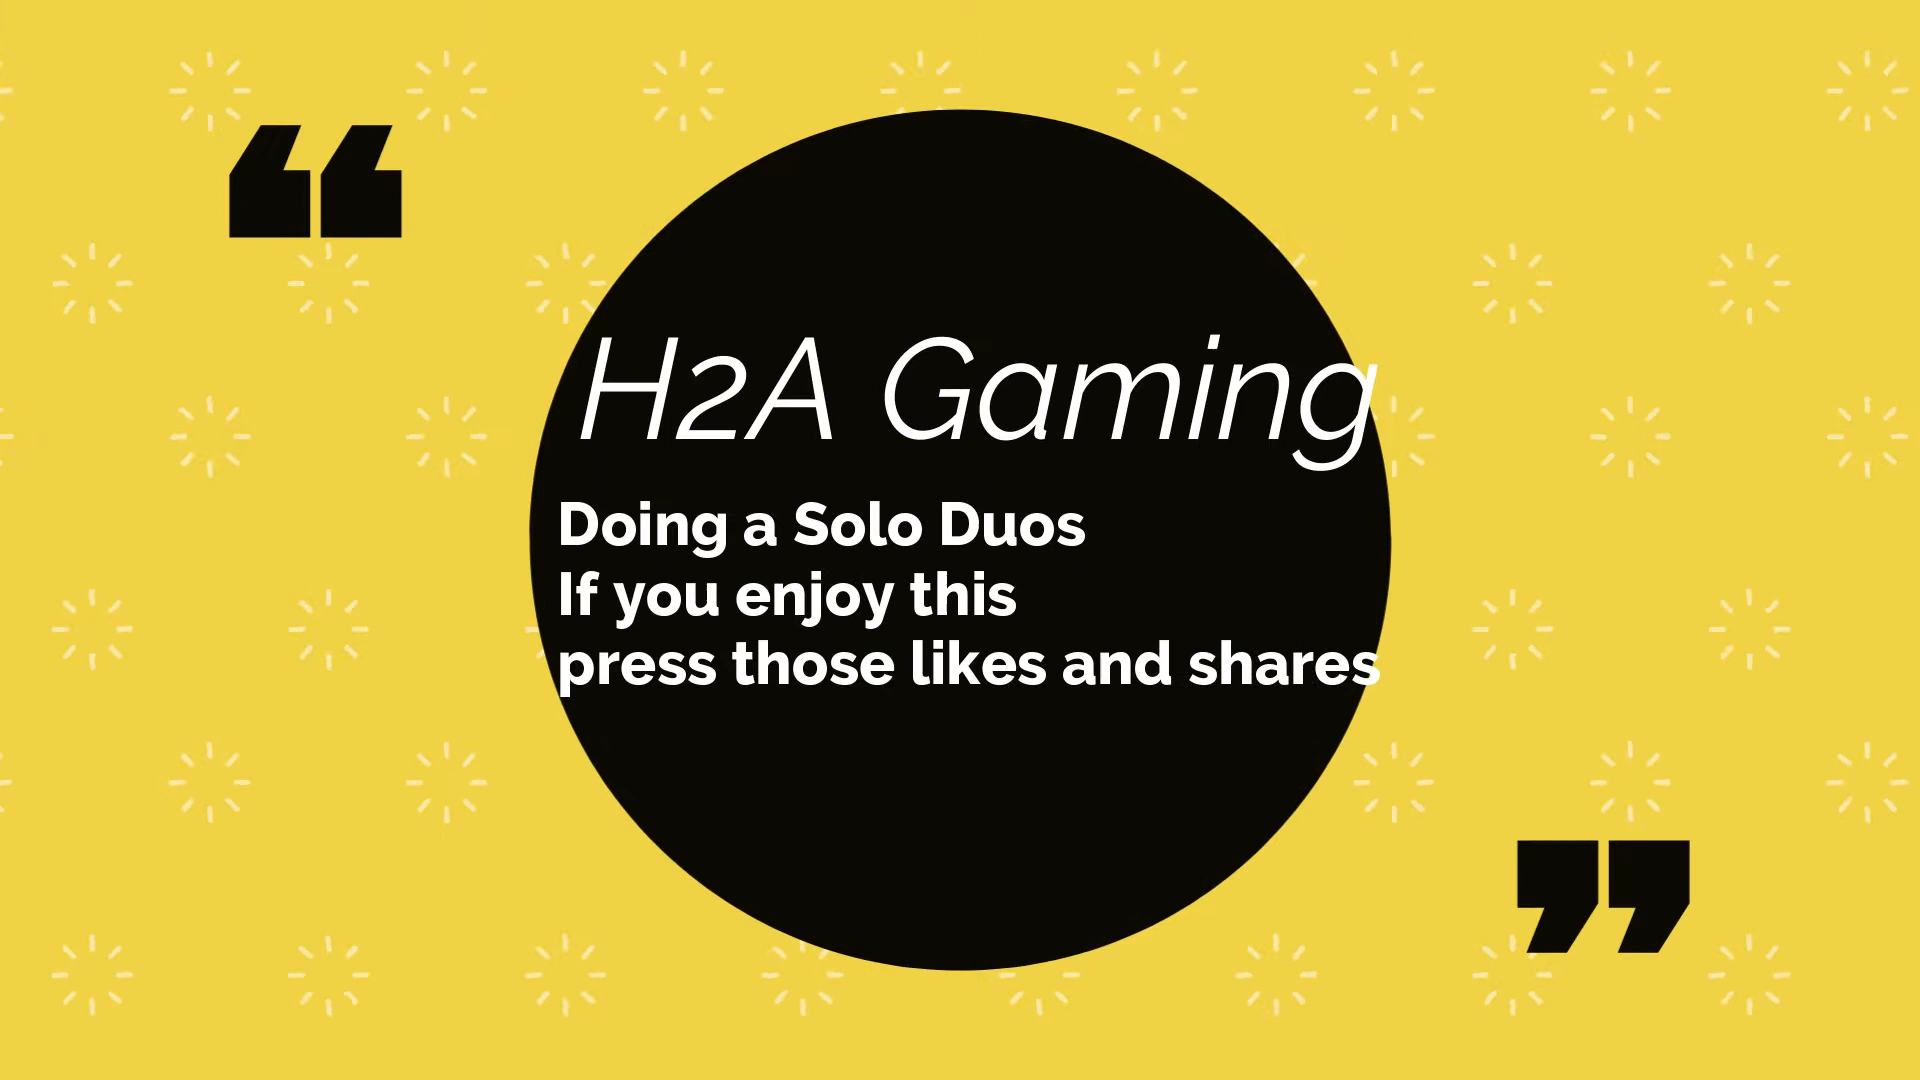 H2A Gaming
Doing a Solo Duos
If you enjoy this
press those likes and shares